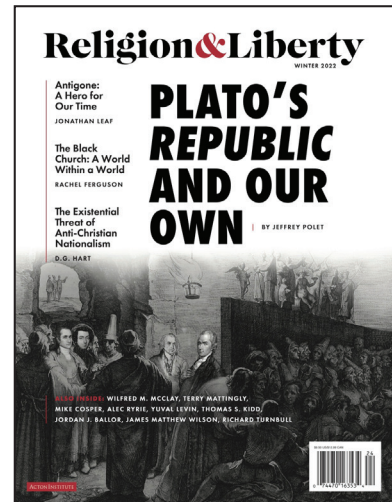 Religion&Liberty
WINTER 2022
Antigone:
A Hero for
Our Time
JONATHAN LEAF
The Black
Church: A World
Within a World
RACHEL FERGUSON
The Existential
Threat of
Anti-Christian
Nationalism
D.G. HART
PLATO'S
REPUBLIC
AND OUR
OWN
BY JEFFREY POLET
ALSO INSIDE: WILFRED M. MCCLAY, TERRY MATTINGLY,
MIKE COSPER, ALEC RYRIE, YUVAL LEVIN, THOMAS S. KIDD,
JORDAN J. BALLOR, JAMES MATTHEW WILSON, RICHARD TURNBULL
ACTON INSTITUTE
24
74470 16353